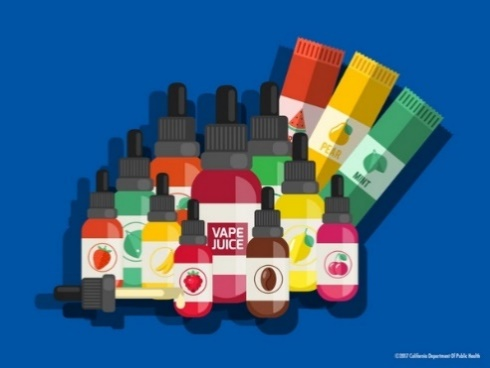 PEAR
MINT
VAPE
JUICE
©2017 California Department Of Public Health